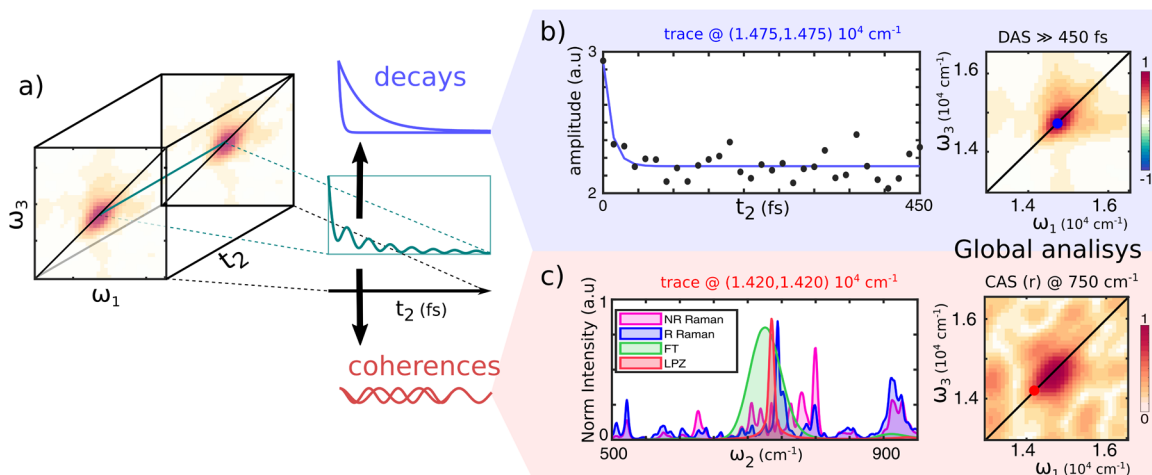 a)
ω3
ω1
t2
decays
t2 (fs)
coherences
b)
trace @ (1.475,1.475) 10⁴ cm⁻¹
amplitude (a.u)
3
2
0
450
t2 (fs)
DAS ≫ 450 fs
ω3 (10⁴ cm⁻¹)
1.6
1.4
1.4
1.6
ω1 (10⁴ cm⁻¹)
1
0
-1
Global analisys
c)
trace @ (1.420,1.420) 10⁴ cm⁻¹
Norm Intensity (a.u)
1
0
NR Raman
R Raman
FT
LPZ
500
900
ω2 (cm⁻¹)
CAS (r) @ 750 cm⁻¹
ω3 (10⁴ cm⁻¹)
1.6
1.4
1.4
1.6
ω1 (10⁴ cm⁻¹)
1
0